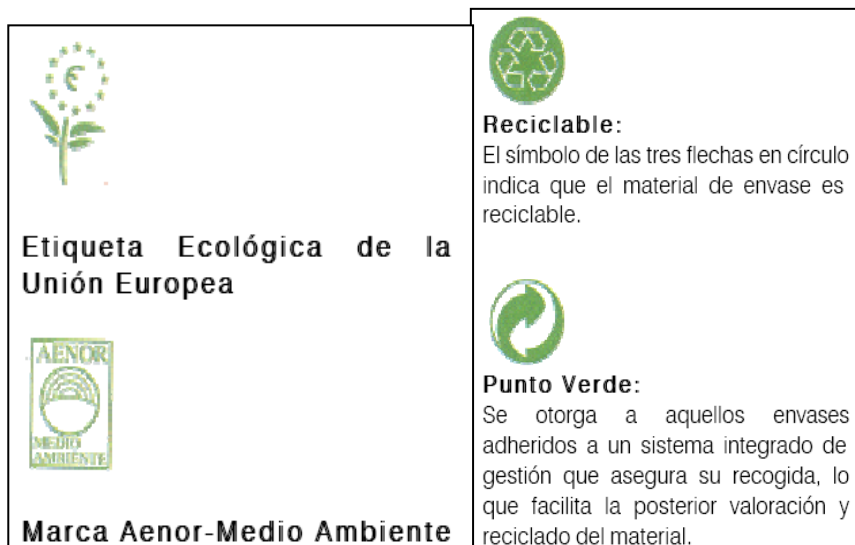 Etiqueta Ecológica de la
Unión Europea
AENOR
MEDIO
AMBIENTE
Marca Aenor-Medio Ambiente
Reciclable:
El símbolo de las tres flechas en círculo
indica que el material de envase es
reciclable.
Punto Verde:
Se otorga a aquellos envases
adheridos a un sistema integrado de
gestión que asegura su recogida, lo
que facilita la posterior valoración y
reciclado del material.